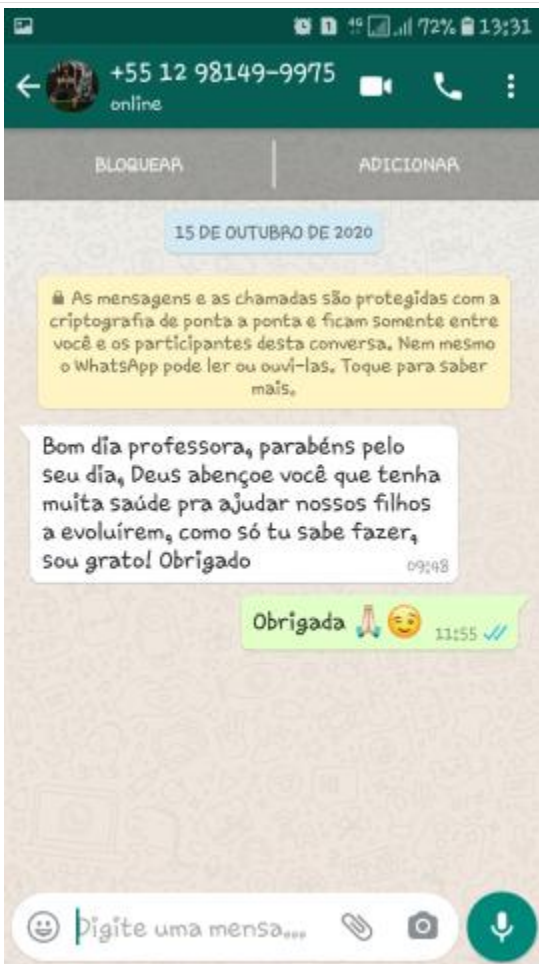 4G 72% 13:31
+55 12 98149-9975
online
BLOQUEAR ADICIONAR
15 DE OUTUBRO DE 2020
As mensagens e as chamadas são protegidas com a
criptografia de ponta a ponta e ficam somente entre
você e os participantes desta conversa. Nem mesmo
o WhatsApp pode ler ou ouvi-las. Toque para saber
mais.
Bom dia professora, parabéns pelo
seu dia, Deus abençoe você que tenha
muita saúde pra ajudar nossos filhos
a evoluírem, como só tu sabe fazer,
sou grato! Obrigado 09:48
Obrigada 🙏🏻😉 11:55
Digite uma mensa...